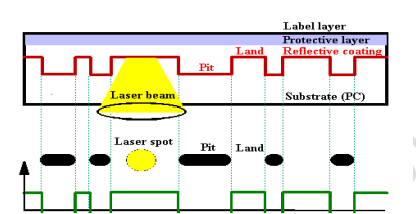 Label layer
Protective layer
Land Reflective coating
Pit
Laser beam
Substrate (PC)
Laser spot
Pit
Land